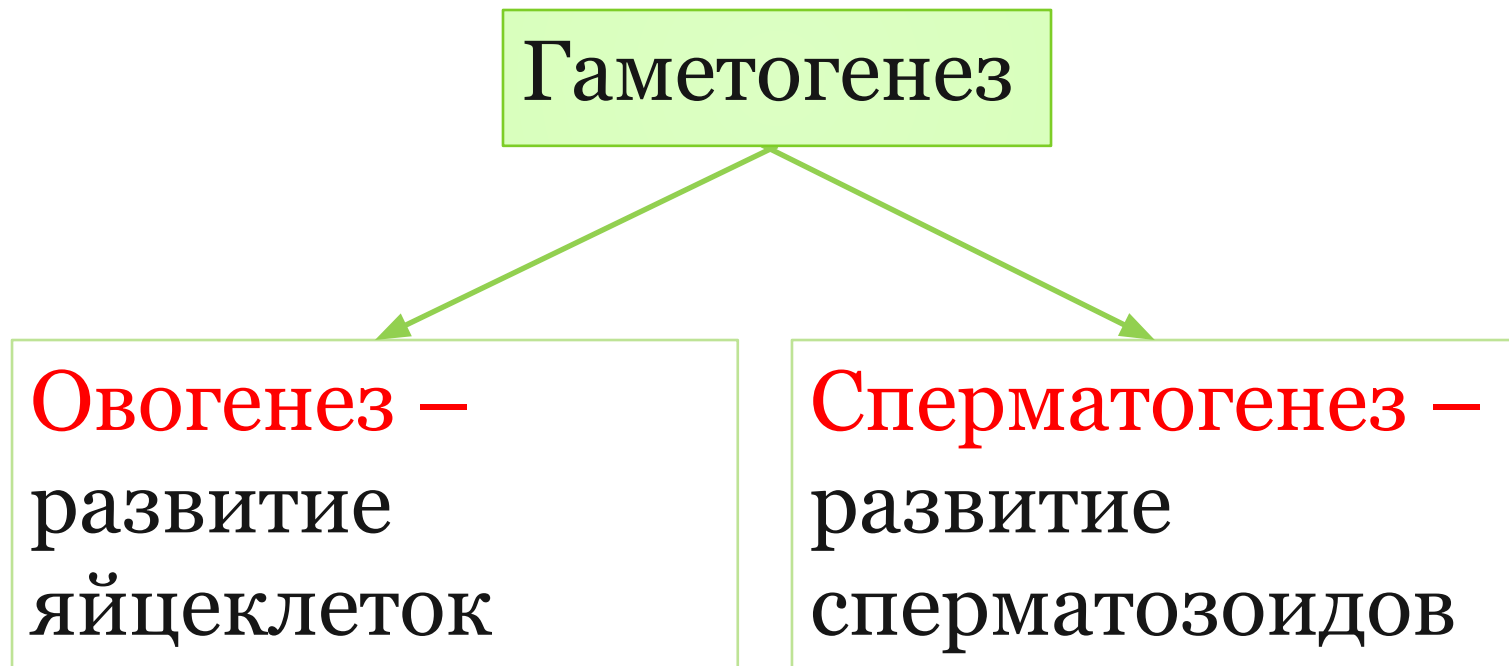 Гаметогенез
Овогенез –
развитие
яйцеклеток
Сперматогенез –
развитие
сперматозоидов